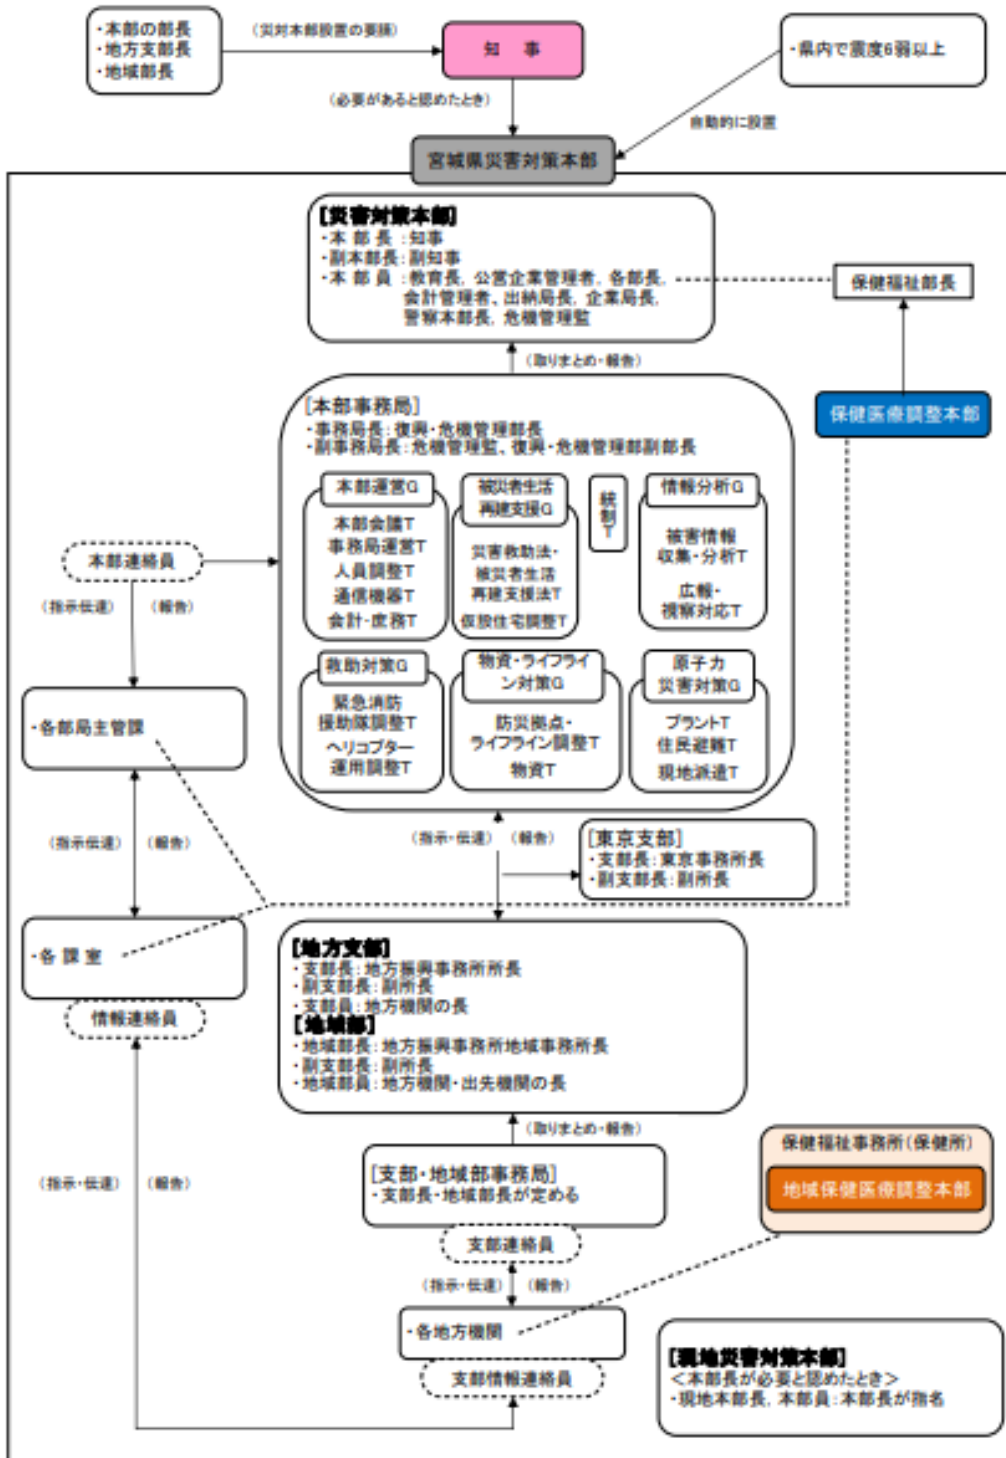 ・本部の部長
・地方支部長
・地域部長
（災対本部設置の要請）
知　事
・県内で震度6弱以上
（必要があると認めたとき）
自動的に設置
宮城県災害対策本部
[災害対策本部]
・本 部 長 ：知事
・副本部長：副知事
・本 部 員 ：教育長，公営企業管理者，各部長，
会計管理者、出納局長，企業局長，
警察本部長，危機管理監
保健福祉部長
（取りまとめ・報告）
保健医療調整本部
[本部事務局]
・事務局長：復興・危機管理部長
・副事務局長：危機管理監、復興・危機管理部副部長
本部運営G
本部会議T
事務局運営T
人員調整T
通信機器T
会計・庶務T
被災者生活
再建支援G
災害救助法・
被災者生活
再建支援法T
仮設住宅調整T
統制T
情報分析G
被害情報
収集・分析T
広報・
視察対応T
本部連絡員
（指示伝達）
（報告）
救助対策G
緊急消防
援助隊調整T
ヘリコプター
運用調整T
物資・ライフライ
ン対策G
防災拠点・
ライフライン調整T
物資T
原子力
災害対策G
プラントT
住民避難T
現地派遣T
・各部局主管課
（指示伝達）
（報告）
（指示・伝達）
（報告）
[東京支部]
・支部長：東京事務所長
・副支部長：副所長
・各 課 室
情報連絡員
[地方支部]
・支部長：地方振興事務所所長
・副支部長：副所長
・支部員：地方機関の長
[地域部]
・地域部長：地方振興事務所地域事務所長
・副支部長：副所長
・地域部員：地方機関・出先機関の長
（取りまとめ・報告）
（指示・伝達）
（報告）
[支部・地域部事務局]
・支部長・地域部長が定める
支部連絡員
保健福祉事務所（保健所）
地域保健医療調整本部
（指示・伝達）
（報告）
・各地方機関
支部情報連絡員
[現地災害対策本部]
＜本部長が必要と認めたとき＞
・現地本部長，本部員：本部長が指名